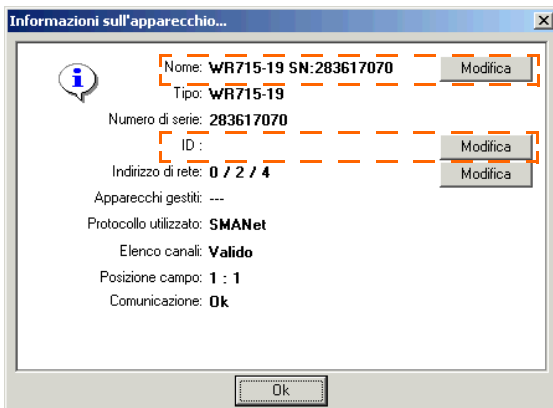 Informazioni sull'apparecchio...
Nome: WR715-19 SN:283617070 Modifica
Tipo: WR715-19
Numero di serie: 283617070
ID : Modifica
Indirizzo di rete: 0 / 2 / 4 Modifica
Apparecchi gestiti: ---
Protocollo utilizzato: SMANet
Elenco canali: Valido
Posizione campo: 1 : 1
Comunicazione: Ok
Ok